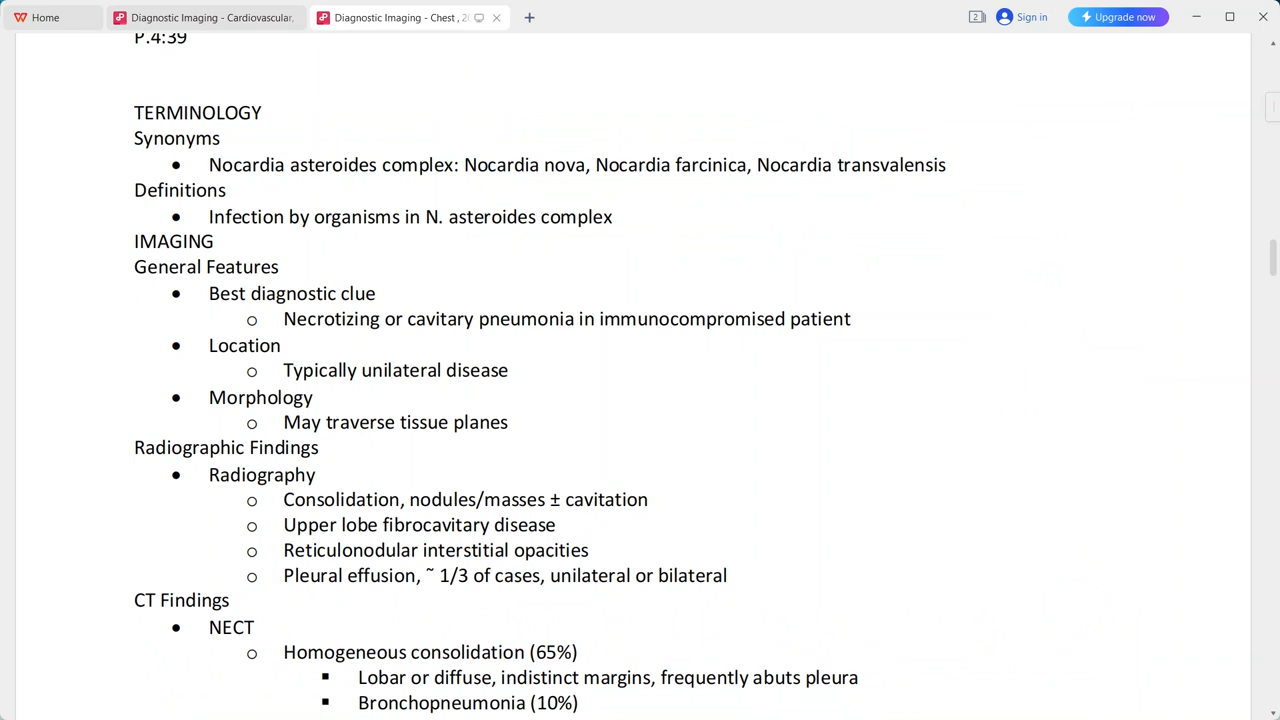 Home
Diagnostic Imaging - Cardiovascular,
Diagnostic Imaging - Chest , 2
2
Sign in
Upgrade now
P.4:39
TERMINOLOGY
Synonyms
• Nocardia asteroides complex: Nocardia nova, Nocardia farcinica, Nocardia transvalensis
Definitions
• Infection by organisms in N. asteroides complex
IMAGING
General Features
• Best diagnostic clue
o Necrotizing or cavitary pneumonia in immunocompromised patient
• Location
o Typically unilateral disease
• Morphology
o May traverse tissue planes
Radiographic Findings
• Radiography
o Consolidation, nodules/masses ± cavitation
o Upper lobe fibrocavitary disease
o Reticulonodular interstitial opacities
o Pleural effusion, ~ 1/3 of cases, unilateral or bilateral
CT Findings
• NECT
o Homogeneous consolidation (65%)
▪ Lobar or diffuse, indistinct margins, frequently abuts pleura
▪ Bronchopneumonia (10%)